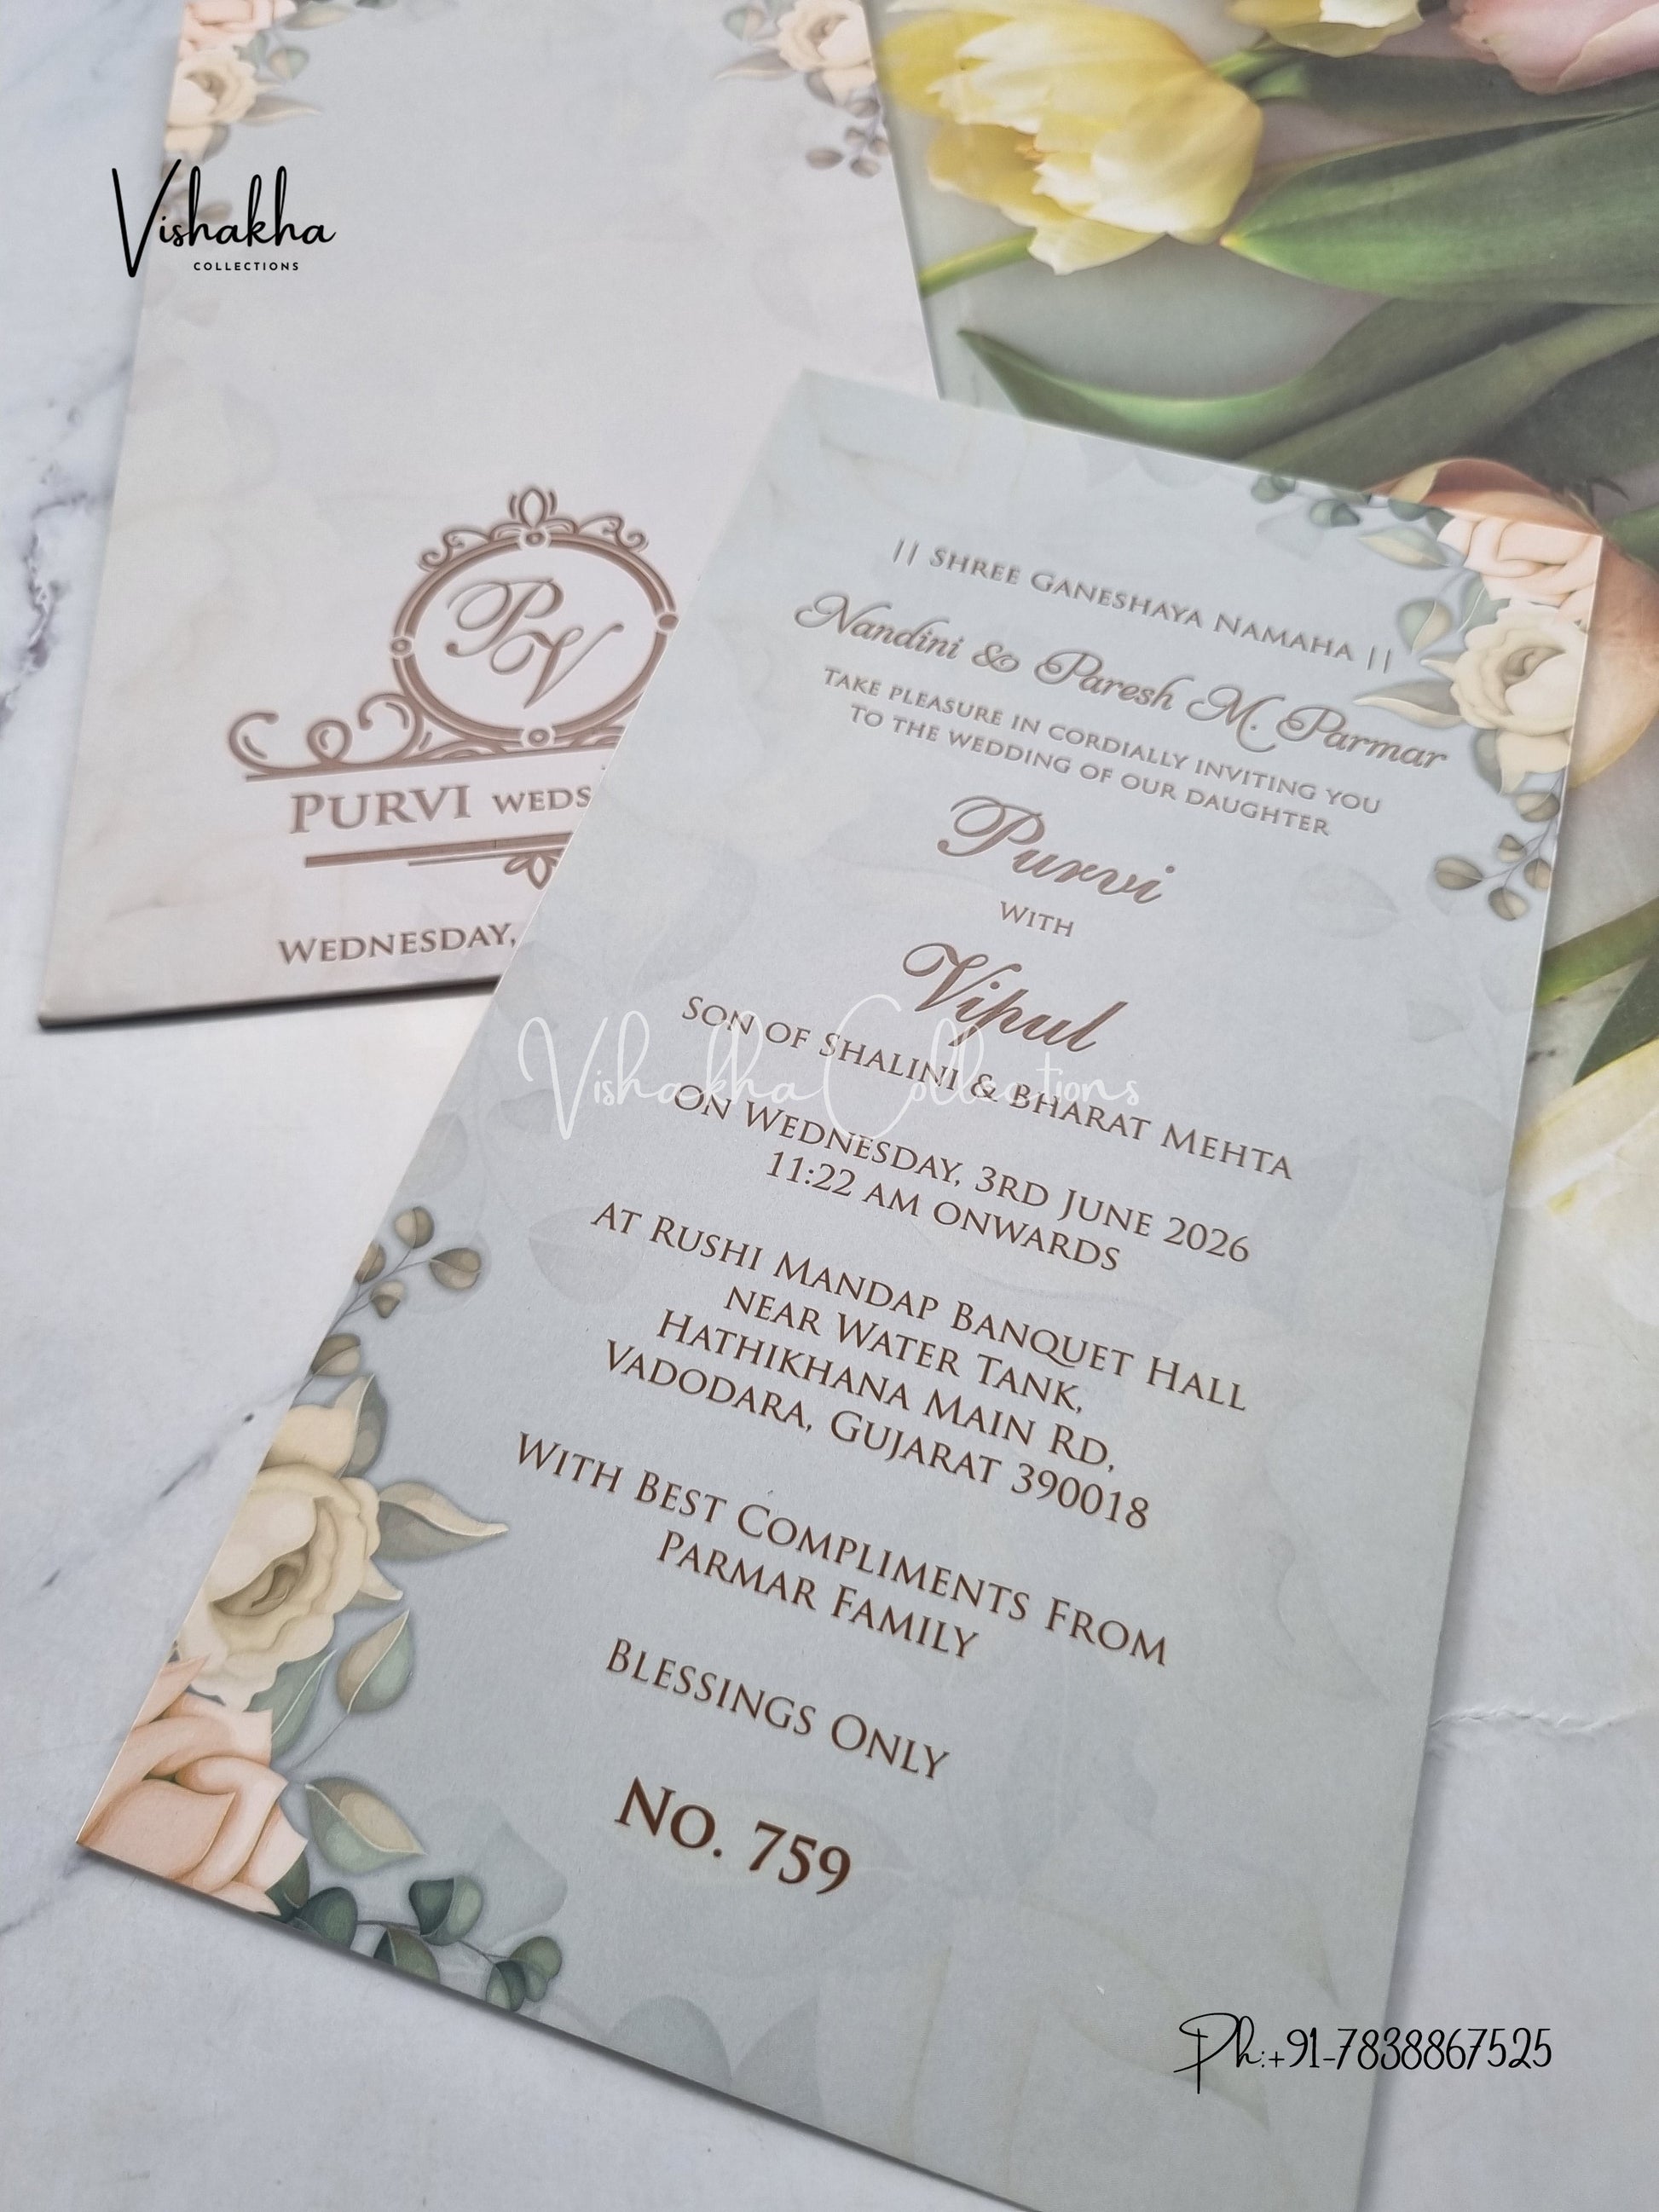 Vishakha
COLLECTIONS
PV
PURVI WEDS
WEDNESDAY,
|| SHREE GANESHAYA NAMAHA ||
Nandini & Paresh M. Parmar
TAKE PLEASURE IN CORDIALLY INVITING YOU
TO THE WEDDING OF OUR DAUGHTER
Purvi
WITH
Vipul
SON OF SHALINI & BHARAT MEHTA
Vishakha Collections
ON WEDNESDAY, 3RD JUNE 2026
11:22 AM ONWARDS
AT RUSHI MANDAP BANQUET HALL
NEAR WATER TANK,
HATHIKHANA MAIN RD,
VADODARA, GUJARAT 390018
WITH BEST COMPLIMENTS FROM
PARMAR FAMILY
BLESSINGS ONLY
NO. 759
Ph:+91-7838867525